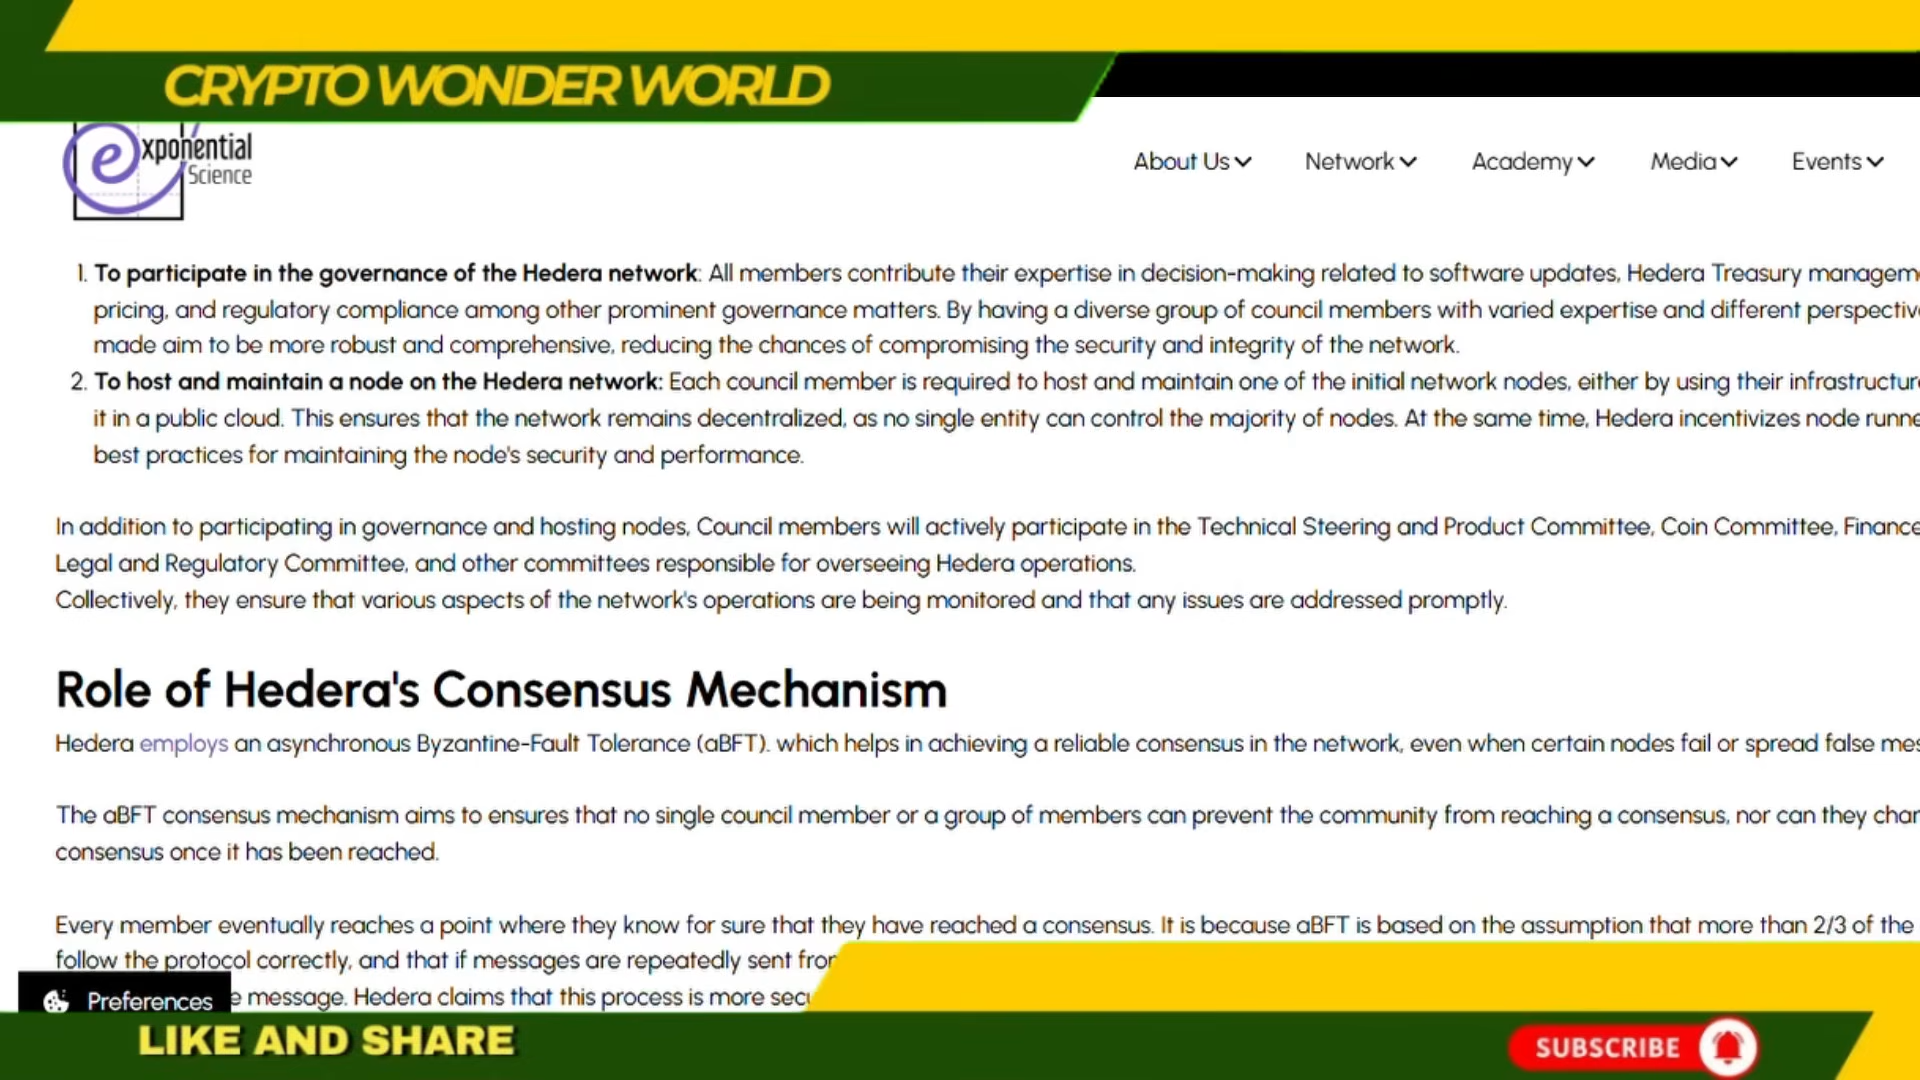 CRYPTO WONDER WORLD
exponential
Science
About Us
Network
Academy
Media
Events
1. To participate in the governance of the Hedera network: All members contribute their expertise in decision-making related to software updates, Hedera Treasury
pricing, and regulatory compliance among other prominent governance matters. By having a diverse group of council members with varied expertise and different
made aim to be more robust and comprehensive, reducing the chances of compromising the security and integrity of the network.
2. To host and maintain a node on the Hedera network: Each council member is required to host and maintain one of the initial network nodes, either by using their
it in a public cloud. This ensures that the network remains decentralized, as no single entity can control the majority of nodes. At the same time, Hedera incentivizes node
best practices for maintaining the node's security and performance.
In addition to participating in governance and hosting nodes, Council members will actively participate in the Technical Steering and Product Committee, Coin Committee, Finance
Legal and Regulatory Committee, and other committees responsible for overseeing Hedera operations.
Collectively, they ensure that various aspects of the network's operations are being monitored and that any issues are addressed promptly.
Role of Hedera's Consensus Mechanism
Hedera employs an asynchronous Byzantine-Fault Tolerance (aBFT). which helps in achieving a reliable consensus in the network, even when certain nodes fail or spread false
The aBFT consensus mechanism aims to ensures that no single council member or a group of members can prevent the community from reaching a consensus, nor can they
consensus once it has been reached.
Every member eventually reaches a point where they know for sure that they have reached a consensus. It is because aBFT is based on the assumption that more than 2/3 of the
follow the protocol correctly, and that if messages are repeatedly sent
Preferences
message. Hedera claims that this process is more
LIKE AND SHARE
SUBSCRIBE